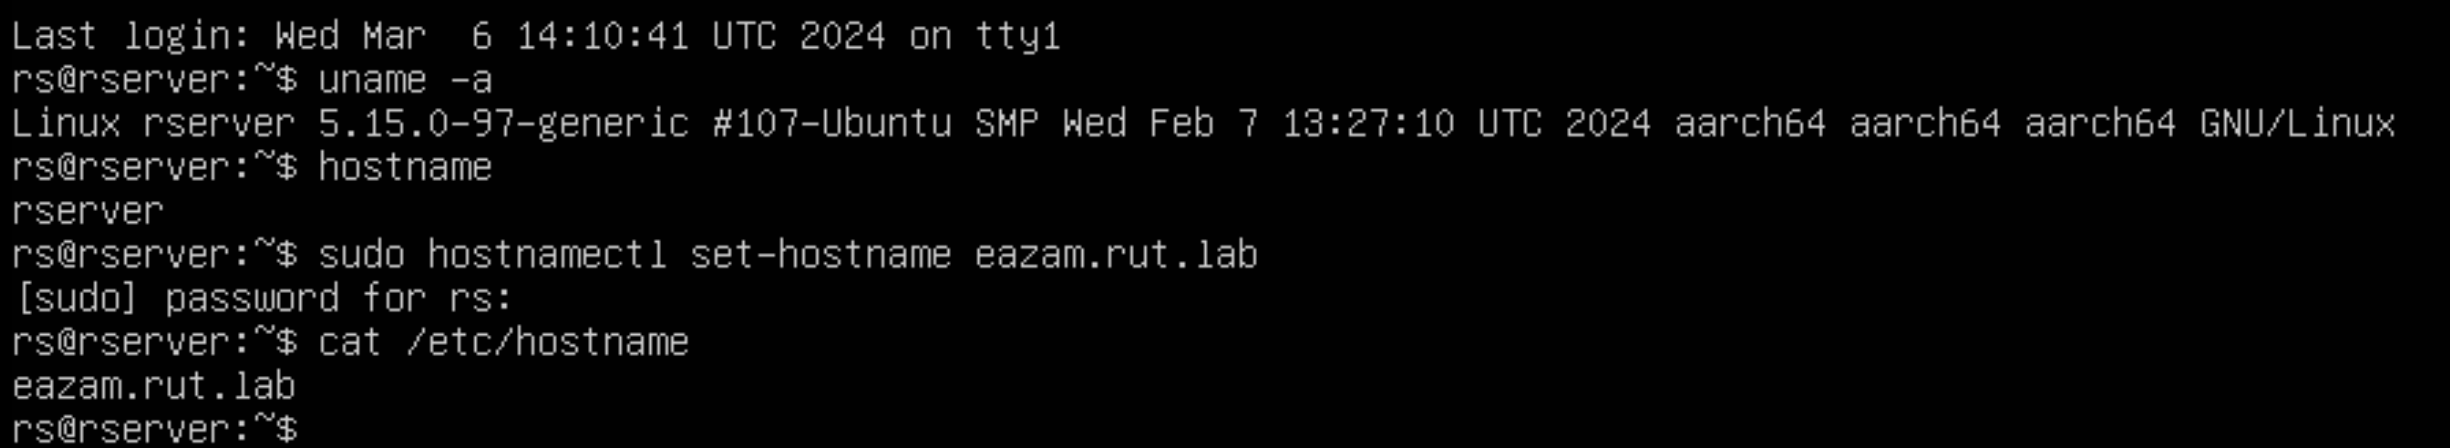 Last login: Wed Mar  6 14:10:41 UTC 2024 on tty1
rs@rserver:~$ uname -a
Linux rserver 5.15.0-97-generic #107-Ubuntu SMP Wed Feb 7 13:27:10 UTC 2024 aarch64 aarch64 aarch64 GNU/Linux
rs@rserver:~$ hostname
rserver
rs@rserver:~$ sudo hostnamectl set-hostname eazam.rut.lab
[sudo] password for rs:
rs@rserver:~$ cat /etc/hostname
eazam.rut.lab
rs@rserver:~$